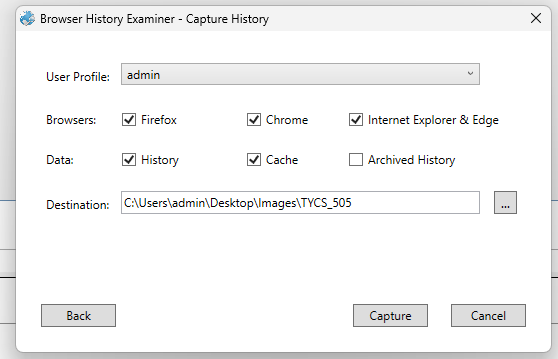 Browser History Examiner - Capture History
User Profile: admin
Browsers: Firefox Chrome Internet Explorer & Edge
Data: History Cache Archived History
Destination: C:\Users\admin\Desktop\Images\TYCS_505 ...
Back Capture Cancel